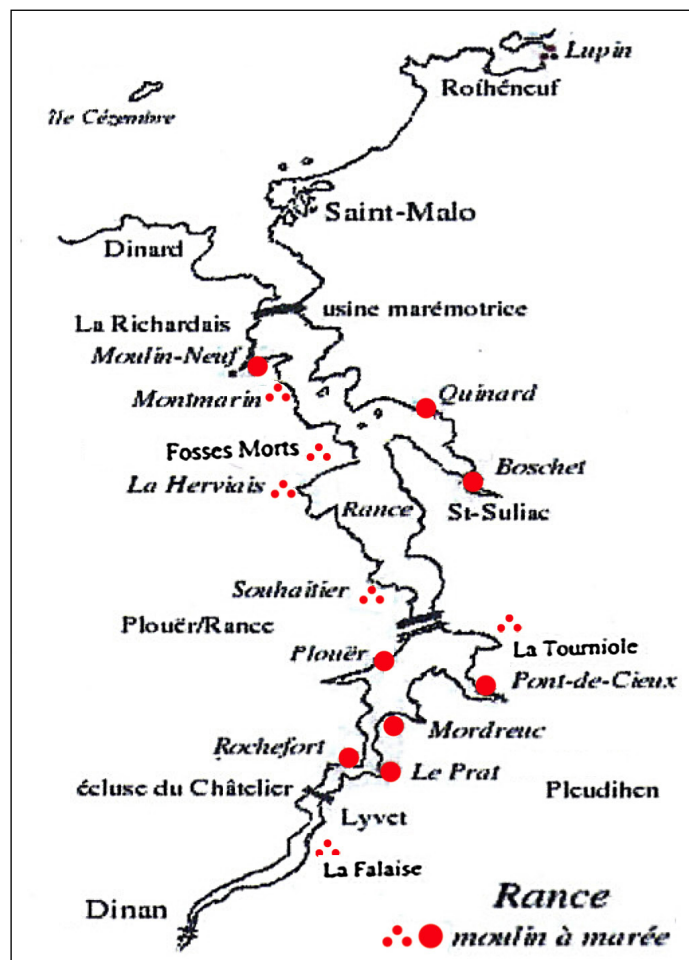 Lupin
Rothéneuf
île Cézembre
Saint-Malo
Dinard
usine marémotrice
La Richardais
Moulin-Neuf
Montmarin
Quinard
Fosses Morts
Boschet
La Herviais
Rance
St-Suliac
Souhaitier
Plouër/Rance
La Tourniole
Plouër
Pont-de-Cieux
Mordreuc
Rochefort
Le Prat
écluse du Châtelier
Pleudihen
Lyvet
La Falaise
Dinan
Rance
moulin à marée